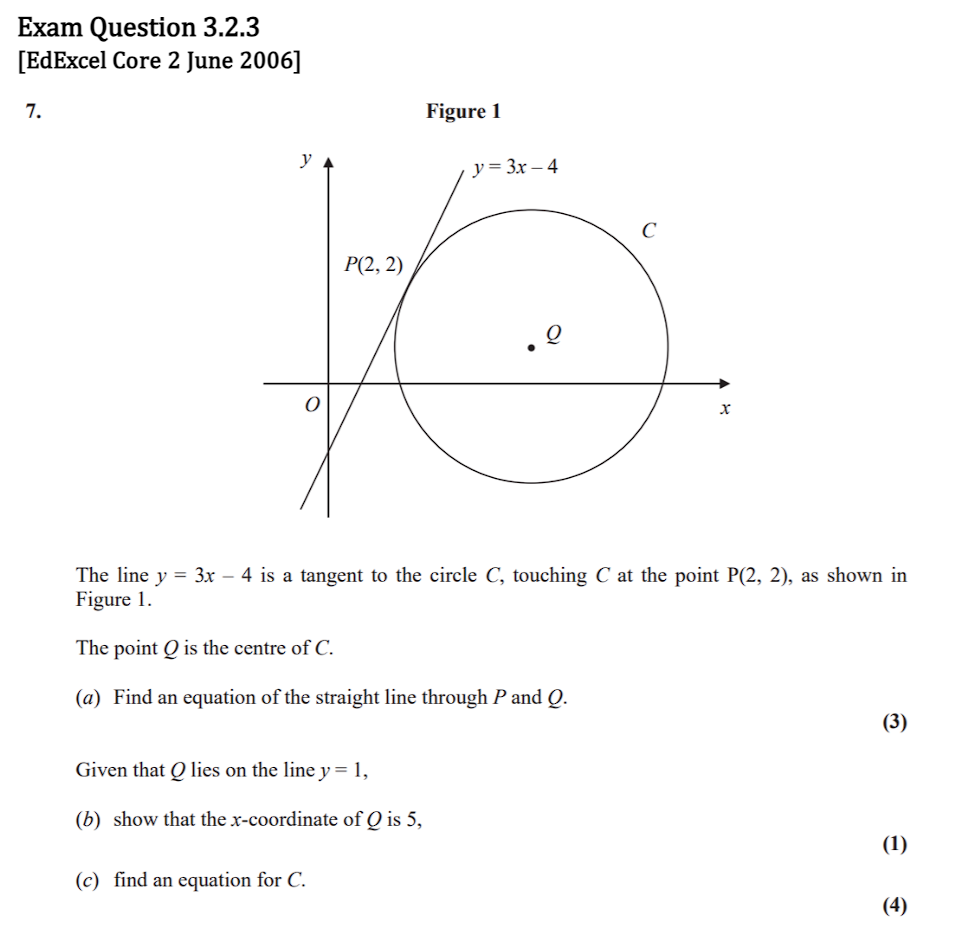 Exam Question 3.2.3
[EdExcel Core 2 June 2006]
7.
Figure 1
y
y = 3x – 4
C
P(2, 2)
Q
O
x
The line y = 3x – 4 is a tangent to the circle C, touching C at the point P(2, 2), as shown in
Figure 1.
The point Q is the centre of C.
(a) Find an equation of the straight line through P and Q.
(3)
Given that Q lies on the line y = 1,
(b) show that the x-coordinate of Q is 5,
(1)
(c) find an equation for C.
(4)